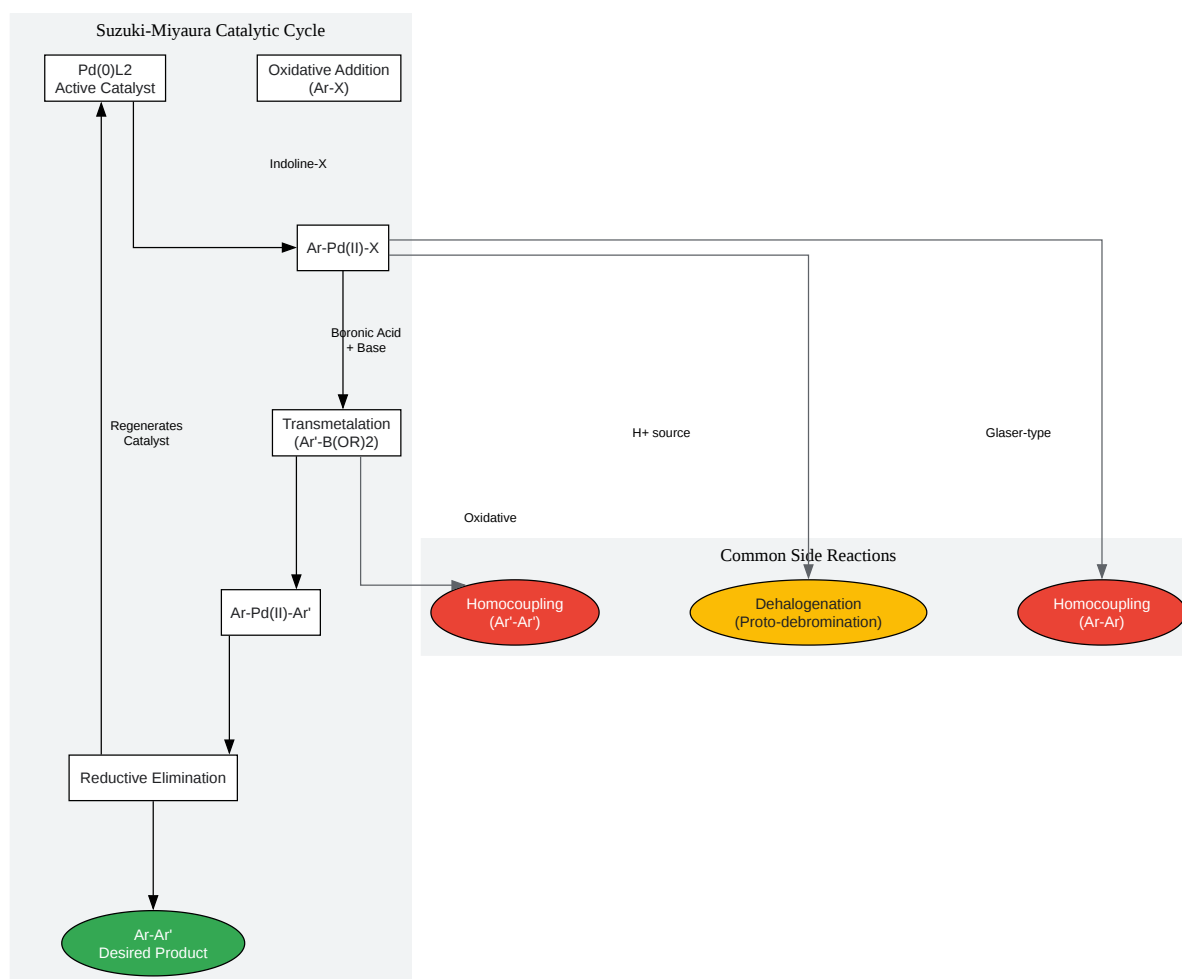 Suzuki-Miyaura Catalytic Cycle
Pd(0)L2
Active Catalyst
Oxidative Addition
(Ar-X)
Indoline-X
Ar-Pd(II)-X
Boronic Acid
+ Base
Regenerates
Catalyst
Transmetalation
(Ar'-B(OR)2)
H+ source
Glaser-type
Oxidative
Common Side Reactions
Ar-Pd(II)-Ar'
Homocoupling
(Ar'-Ar')
Dehalogenation
(Proto-debromination)
Homocoupling
(Ar-Ar)
Reductive Elimination
Ar-Ar'
Desired Product